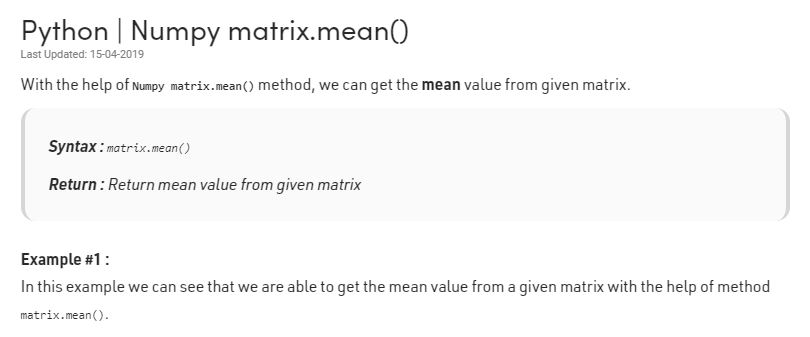 Python | Numpy matrix.mean()
Last Updated: 15-04-2019
With the help of Numpy matrix.mean() method, we can get the mean value from given matrix.
Syntax : matrix.mean()
Return : Return mean value from given matrix
Example #1 :
In this example we can see that we are able to get the mean value from a given matrix with the help of method
matrix.mean().